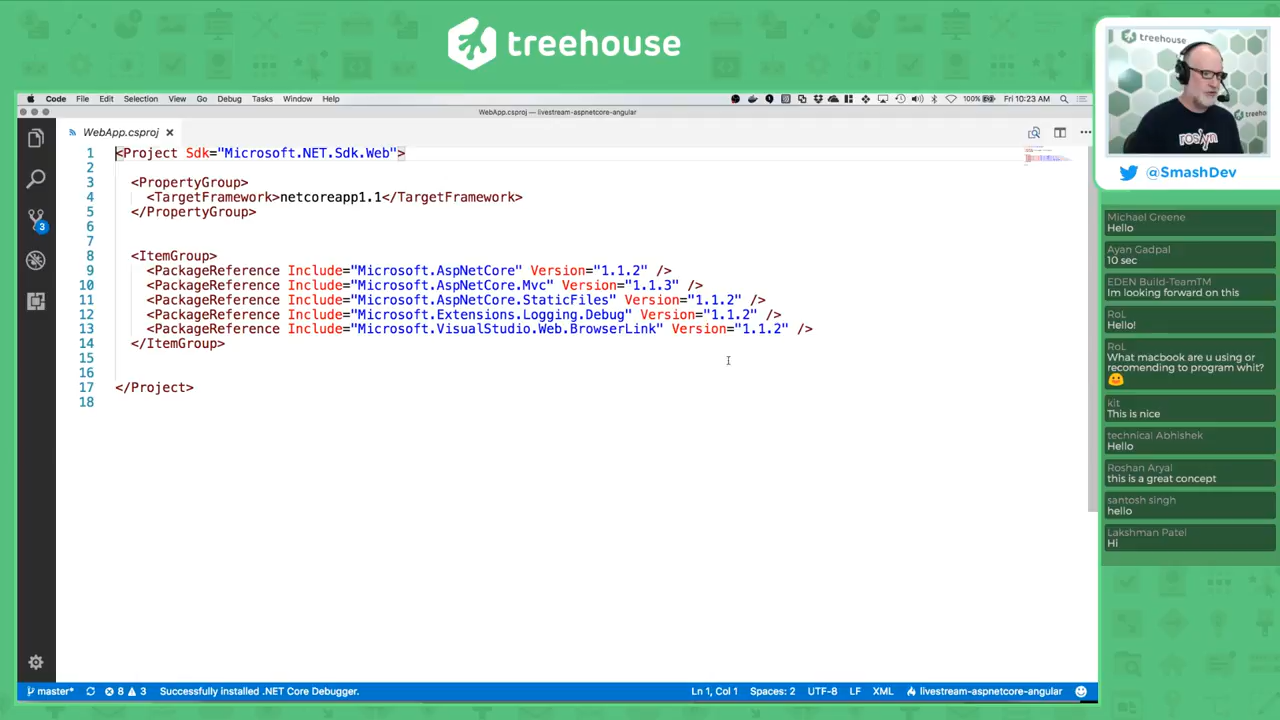 treehouse
Code File Edit Selection View Go Debug Tasks Window Help 100% Fri 10:23 AM
WebApp.csproj — livestream-aspnetcore-angular
WebApp.csproj
1 <Project Sdk="Microsoft.NET.Sdk.Web">
2
3 <PropertyGroup>
4 <TargetFramework>netcoreapp1.1</TargetFramework>
5 </PropertyGroup>
6
7
8 <ItemGroup>
9 <PackageReference Include="Microsoft.AspNetCore" Version="1.1.2" />
10 <PackageReference Include="Microsoft.AspNetCore.Mvc" Version="1.1.3" />
11 <PackageReference Include="Microsoft.AspNetCore.StaticFiles" Version="1.1.2" />
12 <PackageReference Include="Microsoft.Extensions.Logging.Debug" Version="1.1.2" />
13 <PackageReference Include="Microsoft.VisualStudio.Web.BrowserLink" Version="1.1.2" />
14 </ItemGroup>
15
16
17 </Project>
18
3
master* 8 3 Successfully installed .NET Core Debugger. Ln 1, Col 1 Spaces: 2 UTF-8 LF XML livestream-aspnetcore-angular
treehouse
roslyn
@SmashDev
Michael Greene
Hello
Ayan Gadpal
10 sec
EDEN Build-TeamTM
Im looking forward on this
RoL
Hello!
RoL
What macbook are u using or
recomending to program whit?
kit
This is nice
technical Abhishek
Hello
Roshan Aryal
this is a great concept
santosh singh
hello
Lakshman Patel
Hi